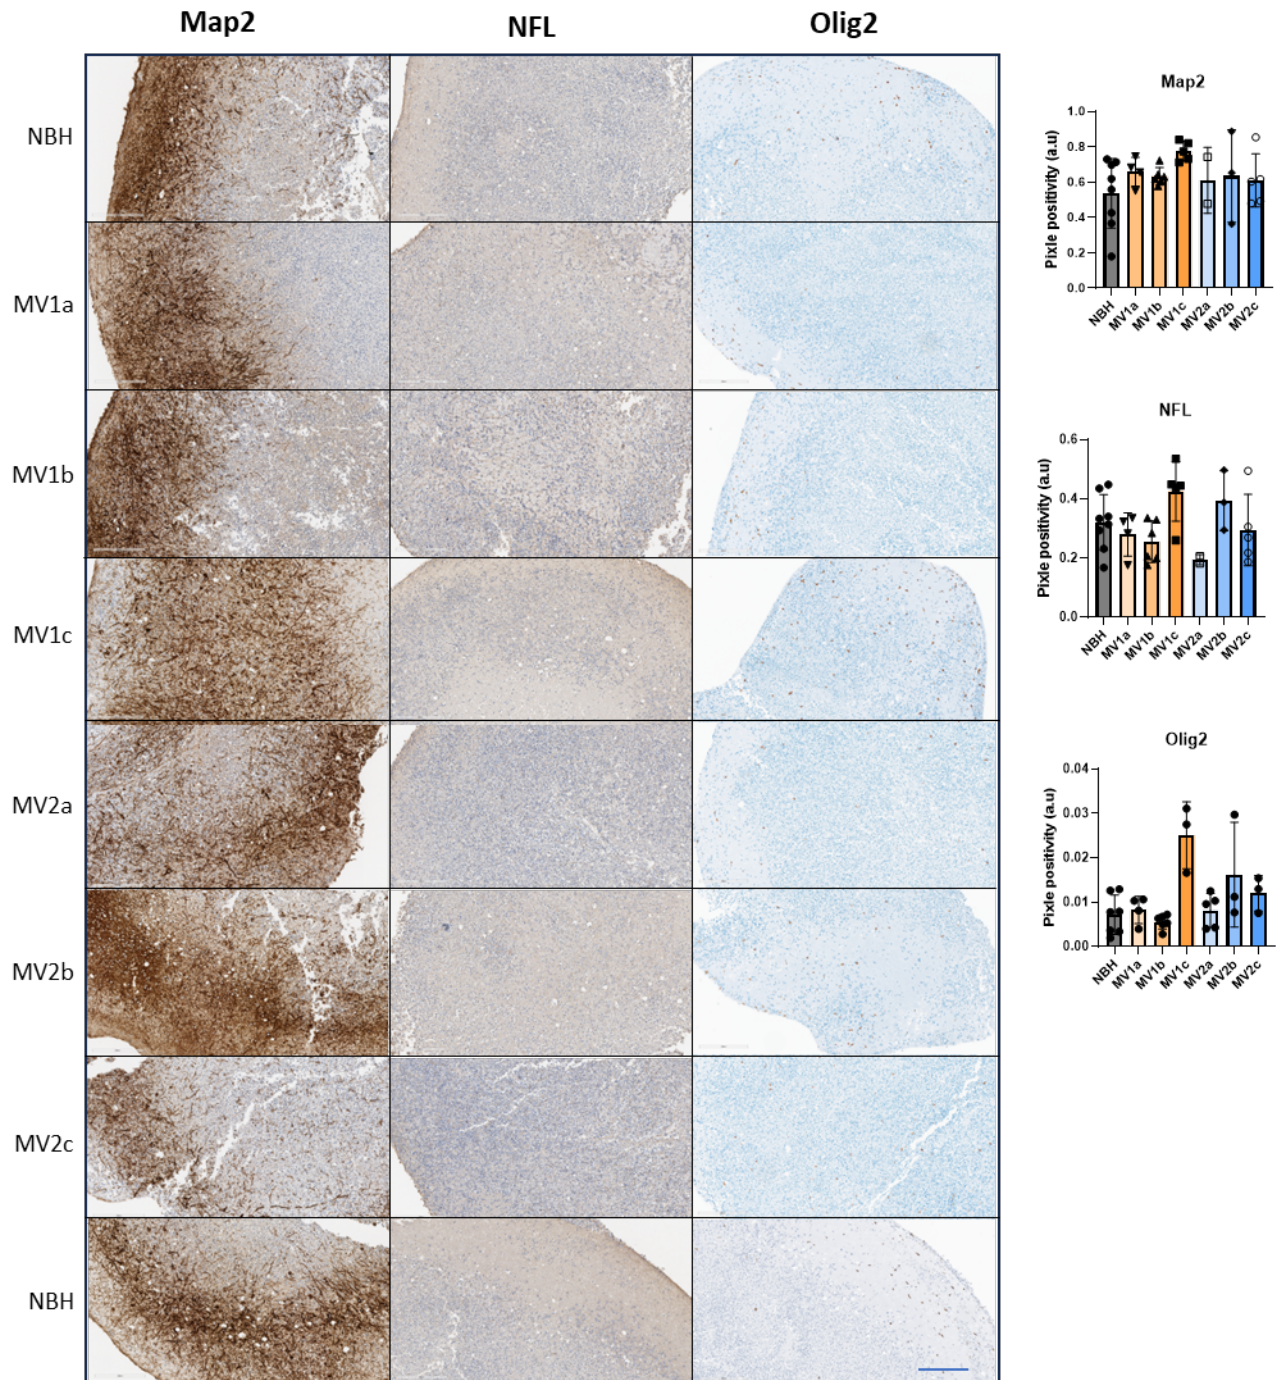 Map2
NFL
Olig2
NBH
MV1a
MV1b
MV1c
MV2a
MV2b
MV2c
NBH
Map2
Pixle positivity (a.u)
1.0
0.8
0.6
0.4
0.2
0.0
NBH
MV1a
MV1b
MV1c
MV2a
MV2b
MV2c
NFL
Pixle positivity (a.u)
0.6
0.4
0.2
0.0
NBH
MV1a
MV1b
MV1c
MV2a
MV2b
MV2c
Olig2
Pixle positivity (a.u)
0.04
0.03
0.02
0.01
0.00
NBH
MV1a
MV1b
MV1c
MV2a
MV2b
MV2c